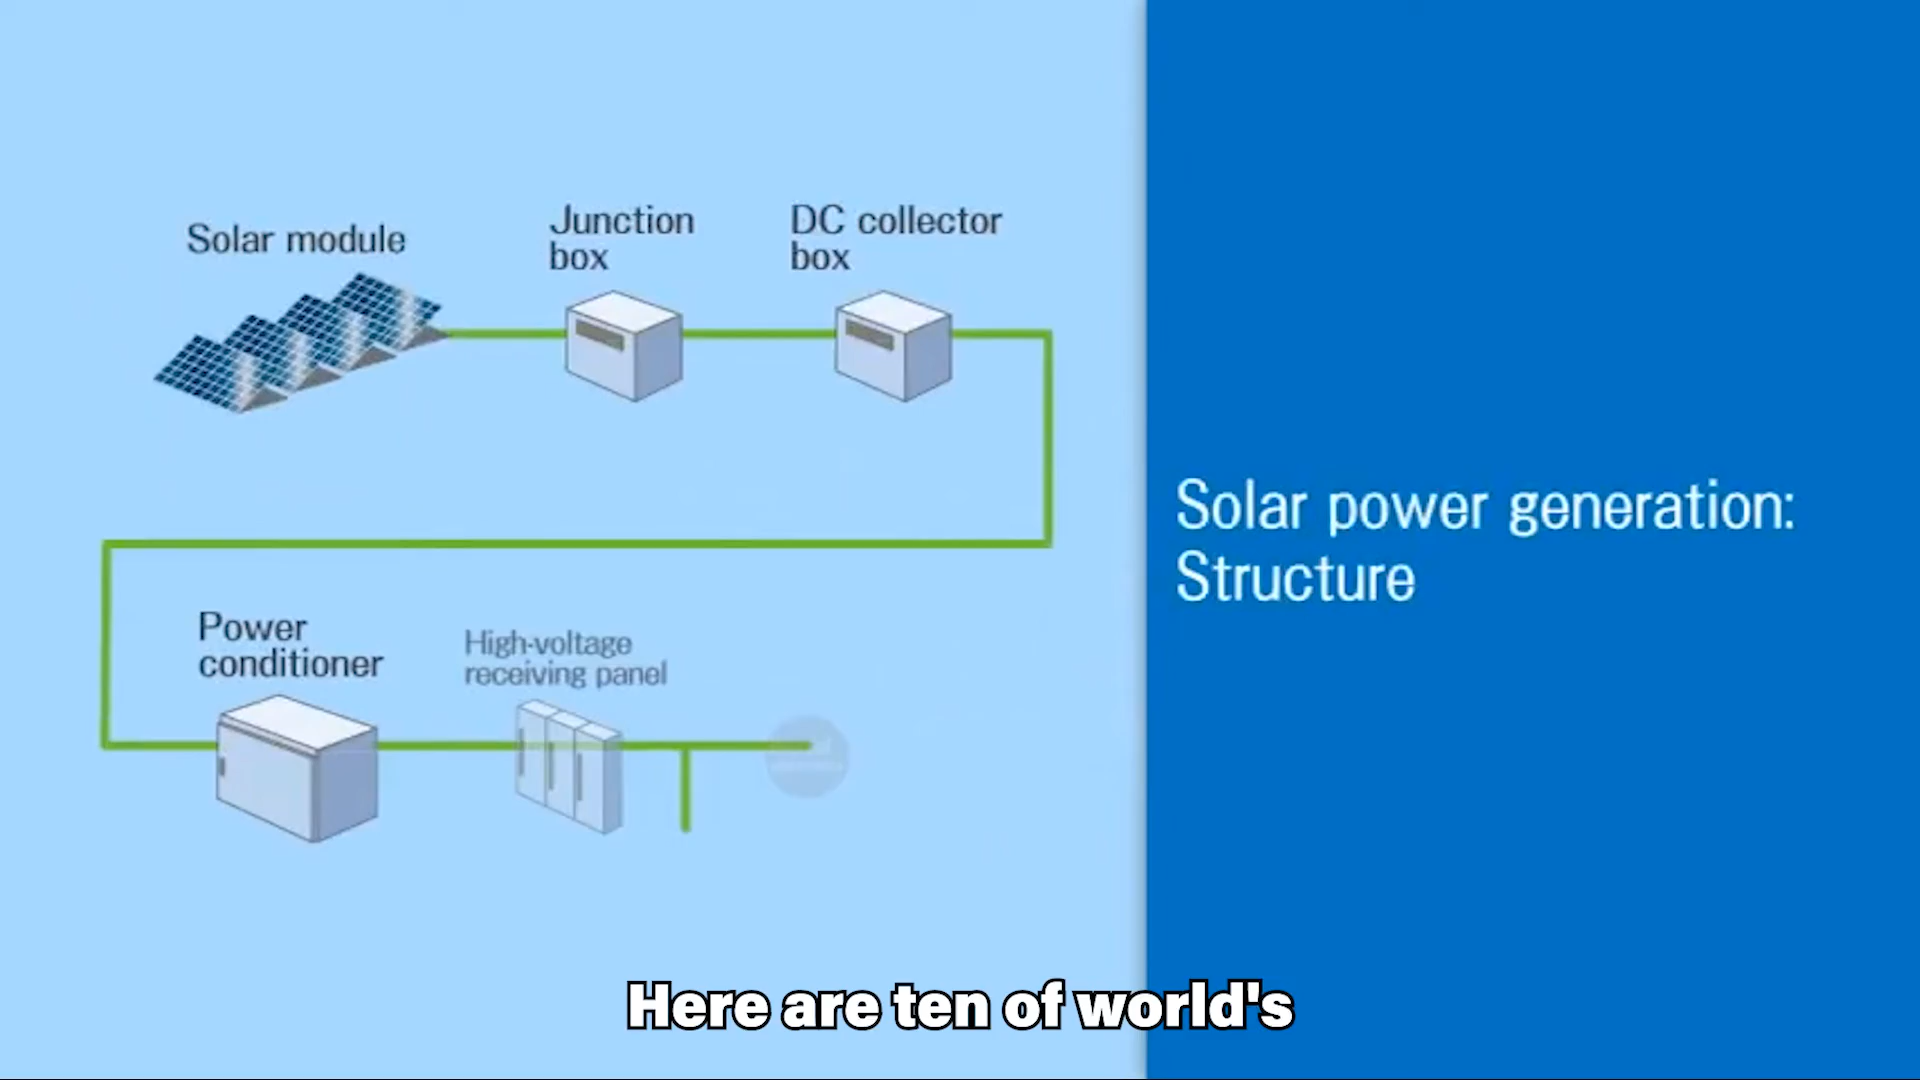 Solar module
Junction
box
DC collector
box
Power
conditioner
High-voltage
receiving panel
Solar power generation:
Structure
Here are ten of world's